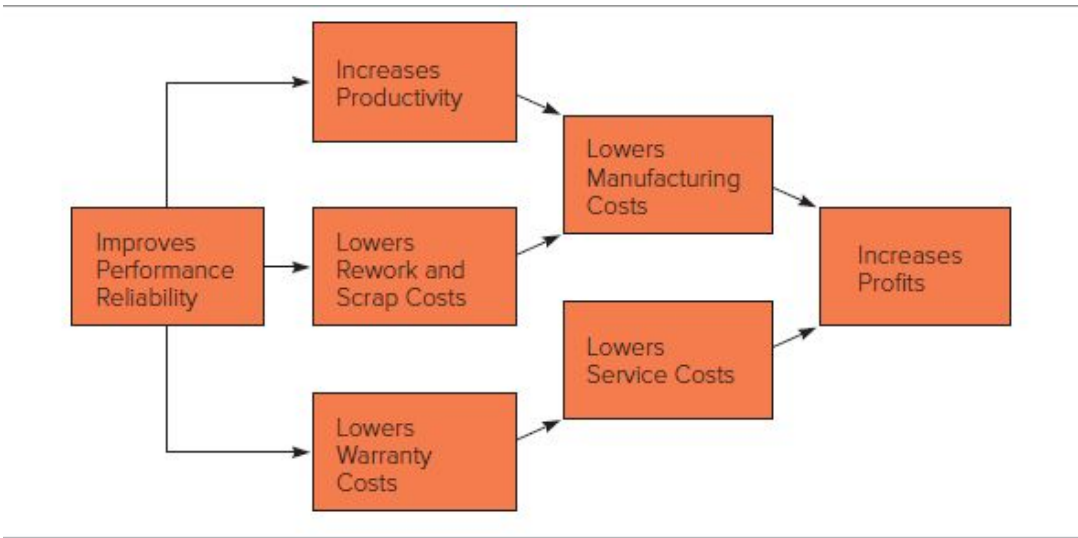 Improves
Performance
Reliability
Increases
Productivity
Lowers
Rework and
Scrap Costs
Lowers
Warranty
Costs
Lowers
Manufacturing
Costs
Lowers
Service Costs
Increases
Profits